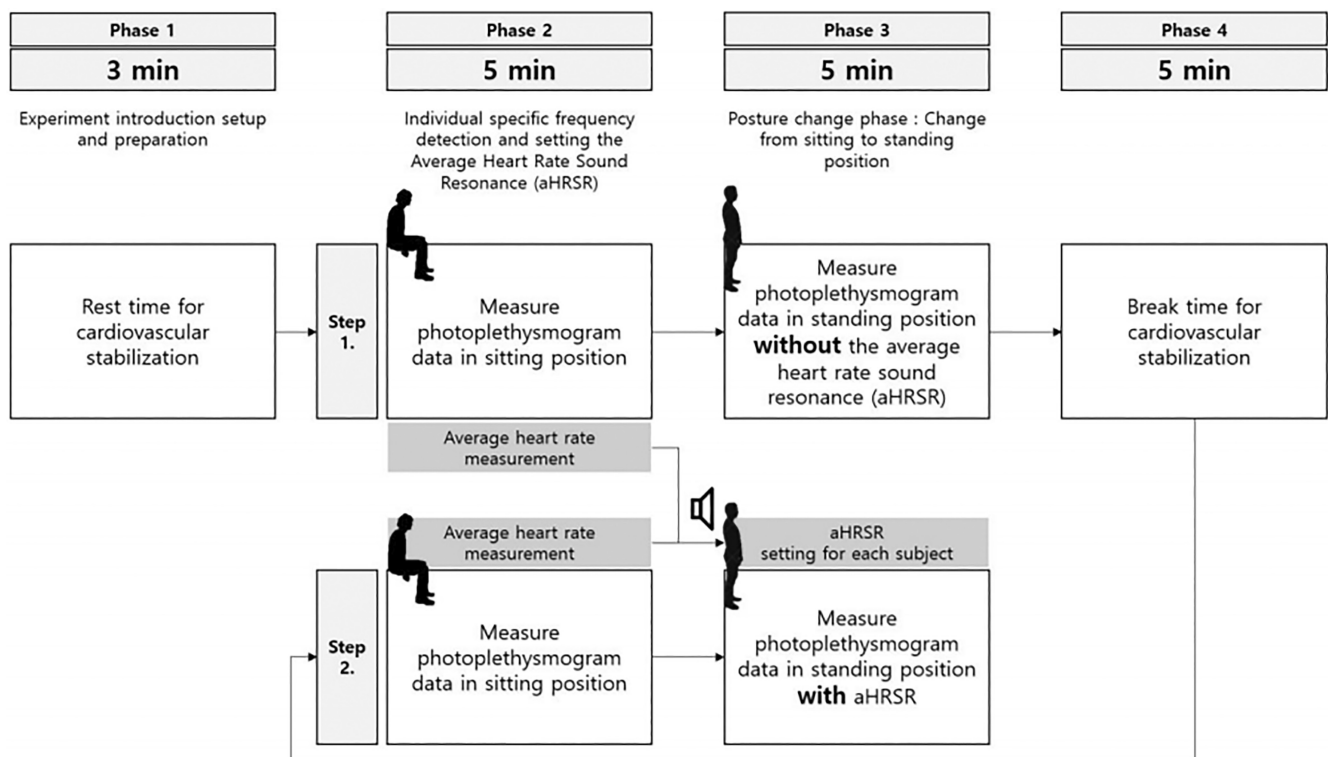 Phase 1
Phase 2
Phase 3
Phase 4
3 min
5 min
5 min
5 min
Experiment introduction setup
and preparation
Individual specific frequency
detection and setting the
Average Heart Rate Sound
Resonance (aHRSR)
Posture change phase : Change
from sitting to standing
position
Rest time for
cardiovascular
stabilization
Step
1.
Measure
photoplethysmogram
data in sitting position
Measure
photoplethysmogram
data in standing position
without the average
heart rate sound
resonance (aHRSR)
Break time for
cardiovascular
stabilization
Average heart rate
measurement
Average heart rate
measurement
aHRSR
setting for each subject
Step
2.
Measure
photoplethysmogram
data in sitting position
Measure
photoplethysmogram
data in standing position
with aHRSR